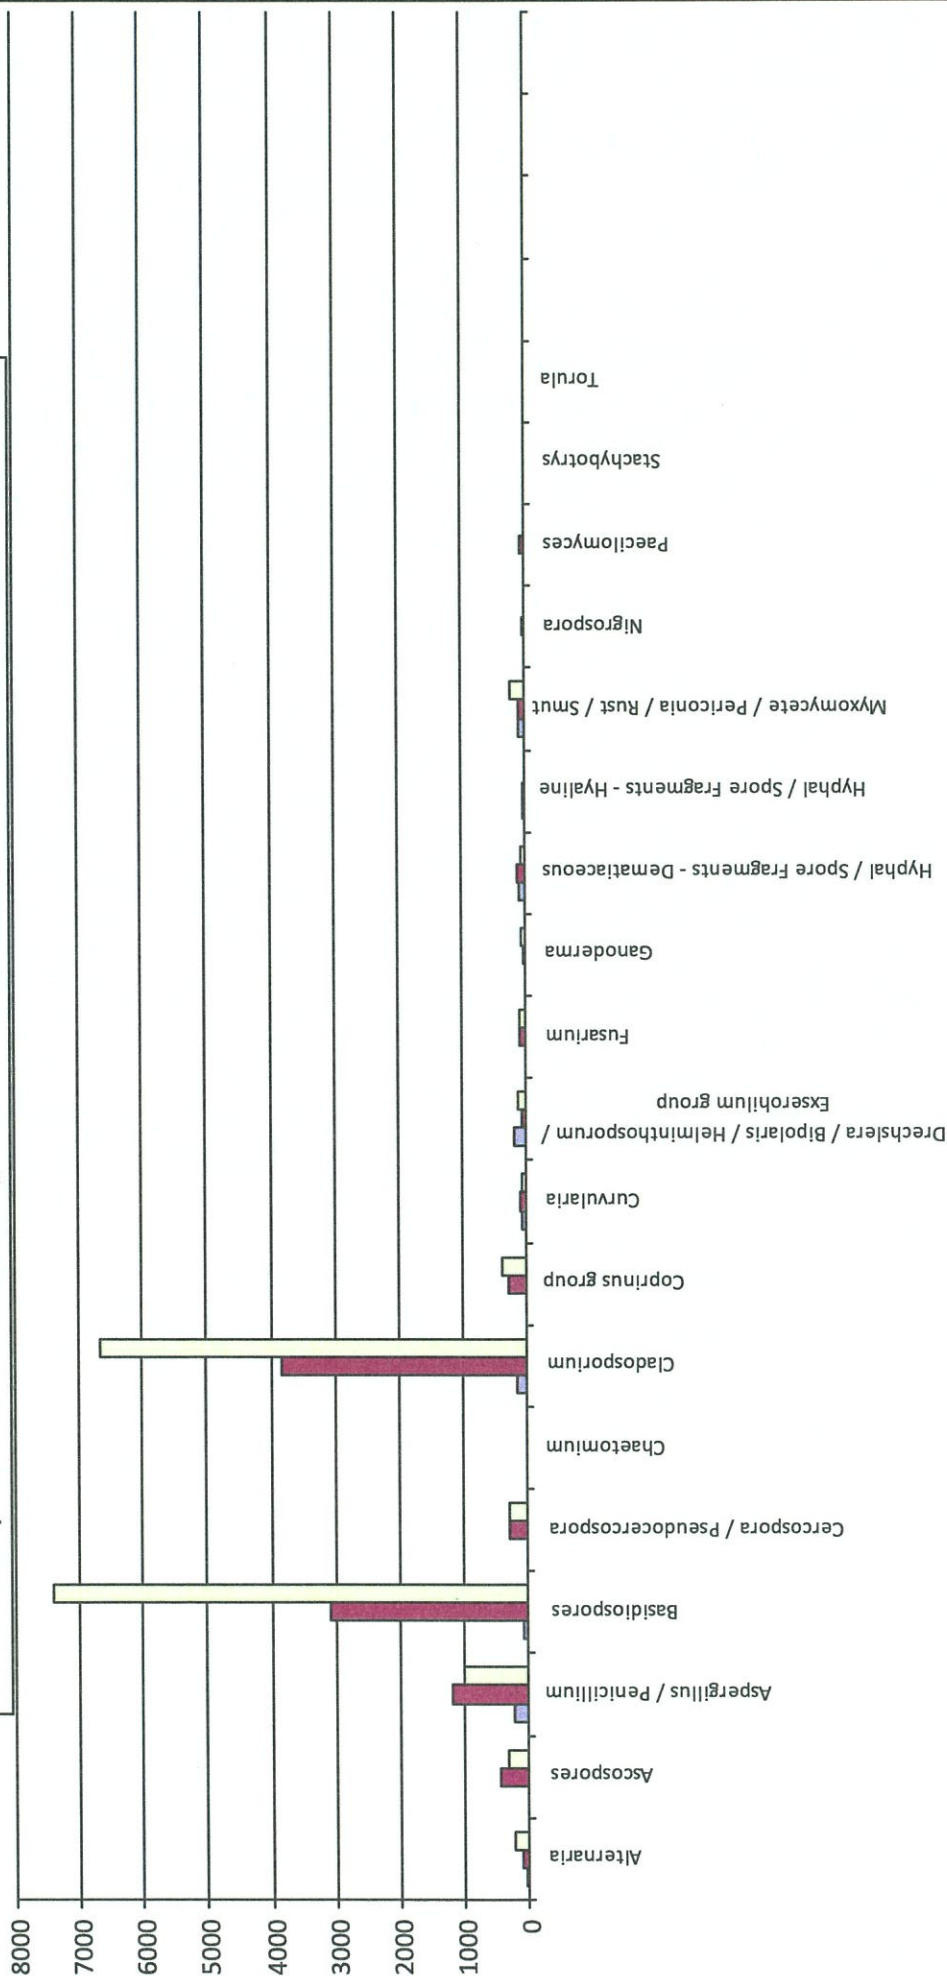 8000
7000
6000
5000
4000
3000
2000
1000
0
Alternaria
Ascospores
Aspergillus / Penicillium
Basidiospores
Cercospora / Pseudocercospora
Chaetomium
Cladosporium
Coprinus group
Curvularia
Drechslera / Bipolaris / Helminthosporum /
Exserohilum group
Fusarium
Ganoderma
Hyphal / Spore Fragments - Dematiaceous
Hyphal / Spore Fragments - Hyaline
Myxomycete / Periconia / Rust / Smut
Nigrospora
Paecilomyces
Stachybotrys
Torula